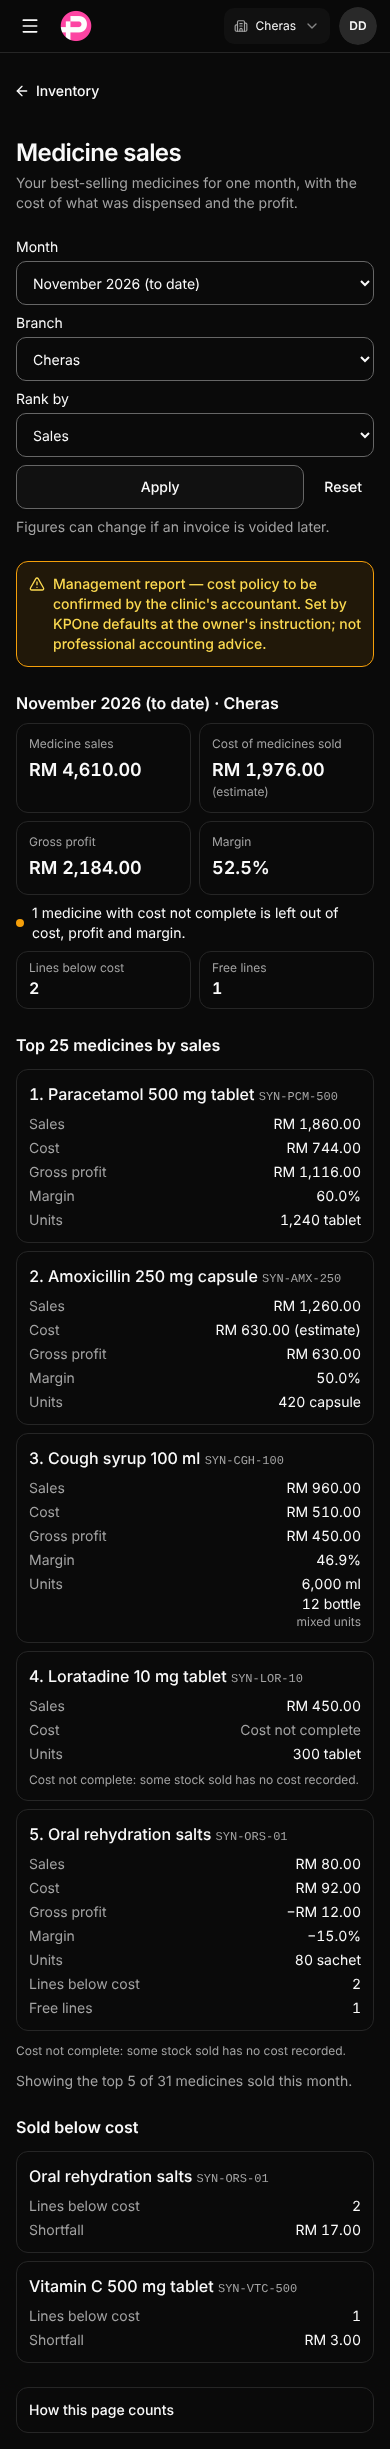 Cheras
DD
← Inventory
Medicine sales
Your best-selling medicines for one month, with the
cost of what was dispensed and the profit.
Month
November 2026 (to date)
Branch
Cheras
Rank by
Sales
Apply
Reset
Figures can change if an invoice is voided later.
Management report — cost policy to be
confirmed by the clinic's accountant. Set by
KPOne defaults at the owner's instruction; not
professional accounting advice.
November 2026 (to date) · Cheras
Medicine sales
RM 4,610.00
Cost of medicines sold
RM 1,976.00
(estimate)
Gross profit
RM 2,184.00
Margin
52.5%
1 medicine with cost not complete is left out of
cost, profit and margin.
Lines below cost
2
Free lines
1
Top 25 medicines by sales
1. Paracetamol 500 mg tablet SYN-PCM-500
Sales RM 1,860.00
Cost RM 744.00
Gross profit RM 1,116.00
Margin 60.0%
Units 1,240 tablet
2. Amoxicillin 250 mg capsule SYN-AMX-250
Sales RM 1,260.00
Cost RM 630.00 (estimate)
Gross profit RM 630.00
Margin 50.0%
Units 420 capsule
3. Cough syrup 100 ml SYN-CGH-100
Sales RM 960.00
Cost RM 510.00
Gross profit RM 450.00
Margin 46.9%
Units 6,000 ml
12 bottle
mixed units
4. Loratadine 10 mg tablet SYN-LOR-10
Sales RM 450.00
Cost Cost not complete
Units 300 tablet
Cost not complete: some stock sold has no cost recorded.
5. Oral rehydration salts SYN-ORS-01
Sales RM 80.00
Cost RM 92.00
Gross profit −RM 12.00
Margin −15.0%
Units 80 sachet
Lines below cost 2
Free lines 1
Cost not complete: some stock sold has no cost recorded.
Showing the top 5 of 31 medicines sold this month.
Sold below cost
Oral rehydration salts SYN-ORS-01
Lines below cost 2
Shortfall RM 17.00
Vitamin C 500 mg tablet SYN-VTC-500
Lines below cost 1
Shortfall RM 3.00
How this page counts